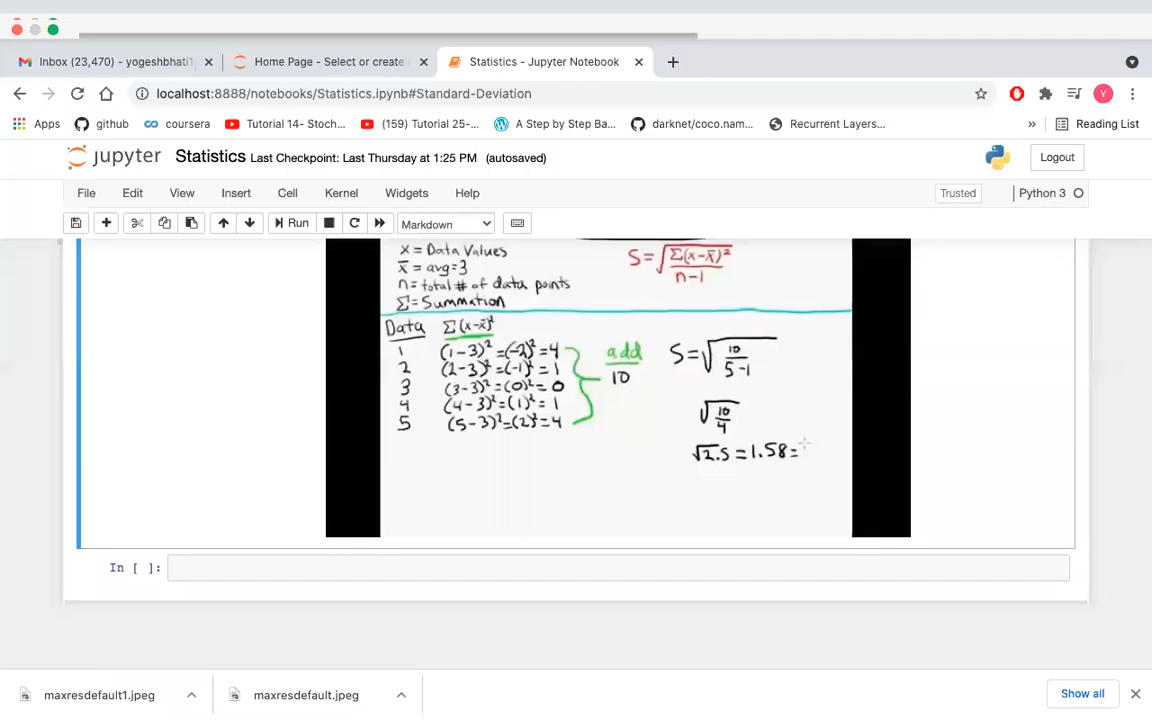 Inbox (23,470) - yogeshbhati1
Home Page - Select or create
Statistics - Jupyter Notebook
localhost:8888/notebooks/Statistics.ipynb#Standard-Deviation
Apps github coursera Tutorial 14- Stoch... (159) Tutorial 25-... A Step by Step Ba... darknet/coco.nam... Recurrent Layers... » Reading List
jupyter Statistics Last Checkpoint: Last Thursday at 1:25 PM (autosaved) Logout
File Edit View Insert Cell Kernel Widgets Help Trusted Python 3
Run Markdown
x = Data Values
x̄ = avg=3
n= total # of data points
Σ=Summation
S=√Σ(x-x̄)²/n-1
Data Σ(x-x̄)²
1 (1-3)²=(-2)²=4
2 (2-3)²=(-1)²=1
3 (3-3)²=(0)²=0
4 (4-3)²=(1)²=1
5 (5-3)²=(2)²=4
add
10
S=√10/5-1
√10/4
√2.5 =1.58=
In [ ]:
maxresdefault1.jpeg
maxresdefault.jpeg
Show all